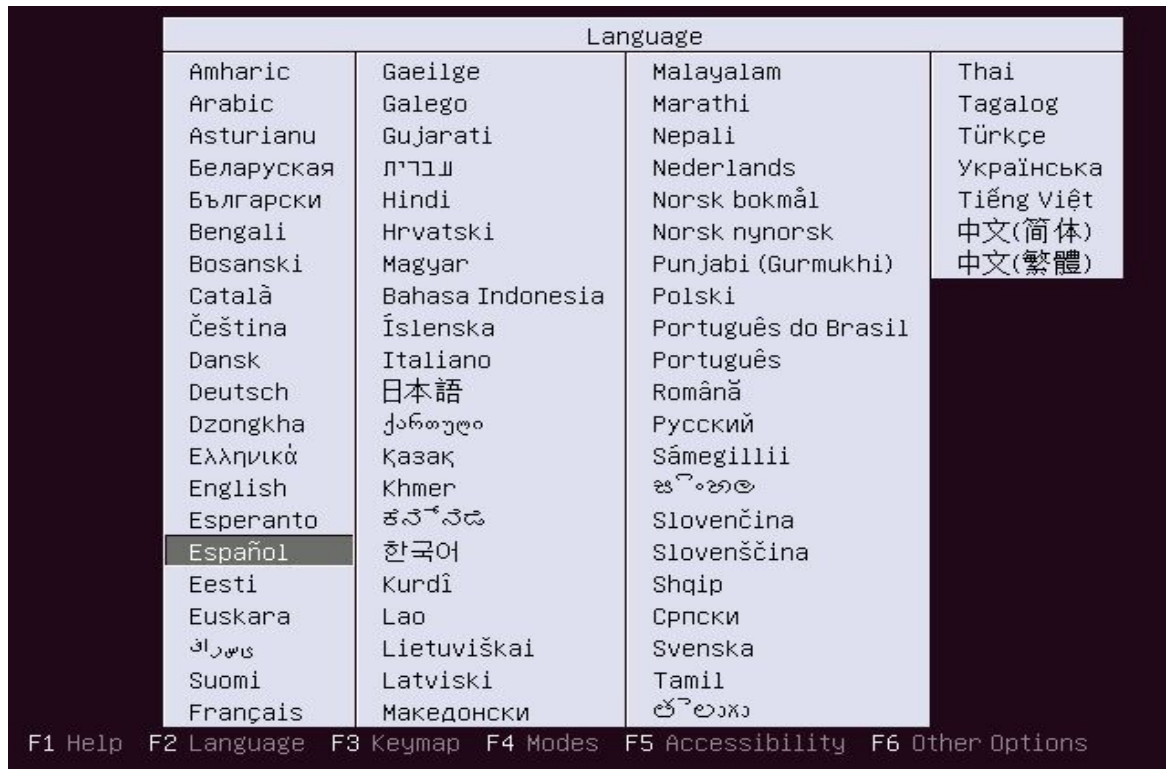 Language
Amharic
Arabic
Asturianu
Беларуская
Български
Bengali
Bosanski
Català
Čeština
Dansk
Deutsch
Dzongkha
Ελληνικά
English
Esperanto
Español
Eesti
Euskara
ﻰﺳرﺎﻓ
Suomi
Français
Gaeilge
Galego
Gujarati
עברית
Hindi
Hrvatski
Magyar
Bahasa Indonesia
Íslenska
Italiano
日本語
ქართული
Қазақ
Khmer
ಕನ್ನಡ
한국어
Kurdî
Lao
Lietuviškai
Latviski
Македонски
Malayalam
Marathi
Nepali
Nederlands
Norsk bokmål
Norsk nynorsk
Punjabi (Gurmukhi)
Polski
Português do Brasil
Português
Română
Русский
Sámegillii
සිංහල
Slovenčina
Slovenščina
Shqip
Српски
Svenska
Tamil
తెలుగు
Thai
Tagalog
Türkçe
Українська
Tiếng Việt
中文(简体)
中文(繁體)
F1 Help F2 Language F3 Keymap F4 Modes F5 Accessibility F6 Other Options